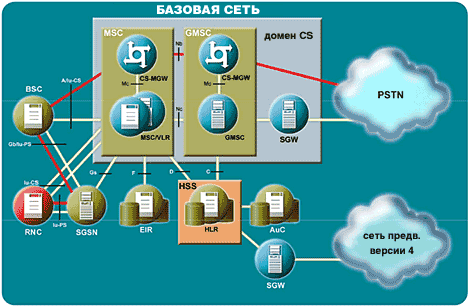 БАЗОВАЯ СЕТЬ
MSC
GMSC
домен CS
Nb
CS-MGW
CS-MGW
A/Iu-CS
Mc
Mc
BSC
PSTN
Nc
MSC/VLR
GMSC
SGW
Gb/Iu-PS
Iu-CS
Gs
F
D
C
HSS
RNC
Iu-PS
SGSN
EIR
HLR
AuC
сеть предв.
версии 4
SGW